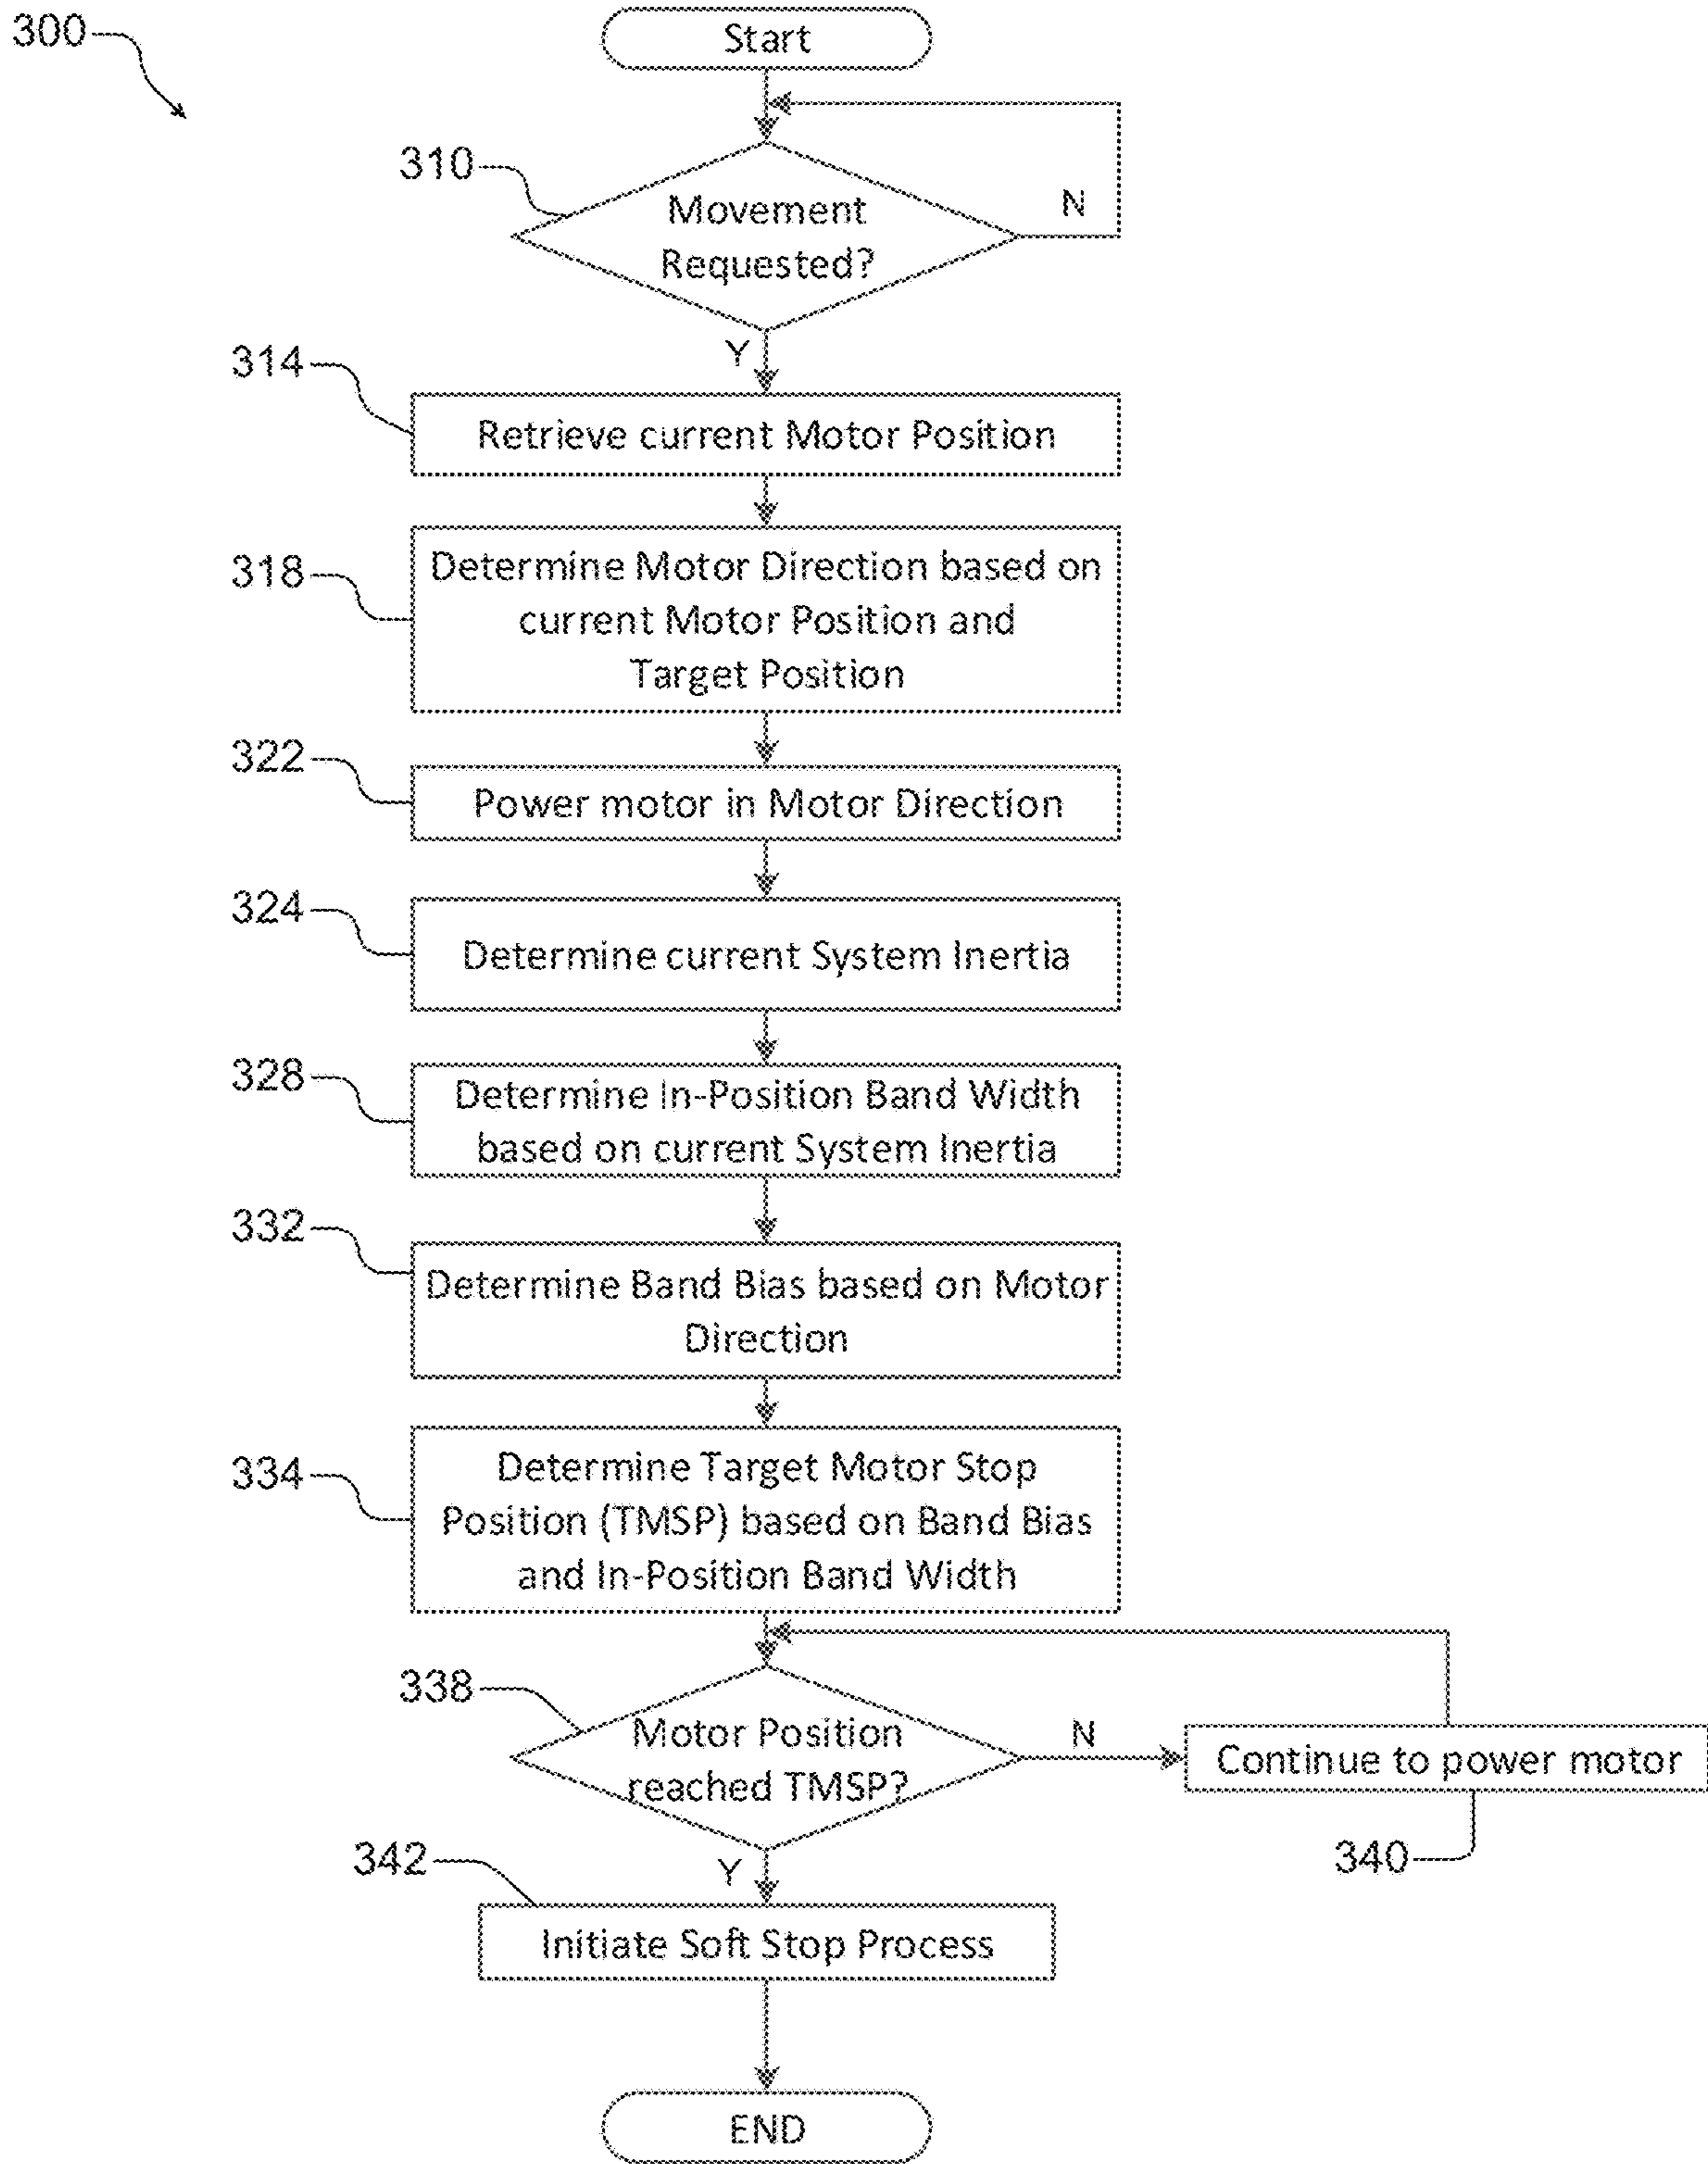 300
Start
310
Movement
Requested?
N
Y
314
Retrieve current Motor Position
318
Determine Motor Direction based on
current Motor Position and
Target Position
322
Power motor in Motor Direction
324
Determine current System Inertia
328
Determine In-Position Band Width
based on current System Inertia
332
Determine Band Bias based on Motor
Direction
334
Determine Target Motor Stop
Position (TMSP) based on Band Bias
and In-Position Band Width
338
Motor Position
reached TMSP?
N
Continue to power motor
340
Y
342
Initiate Soft Stop Process
END